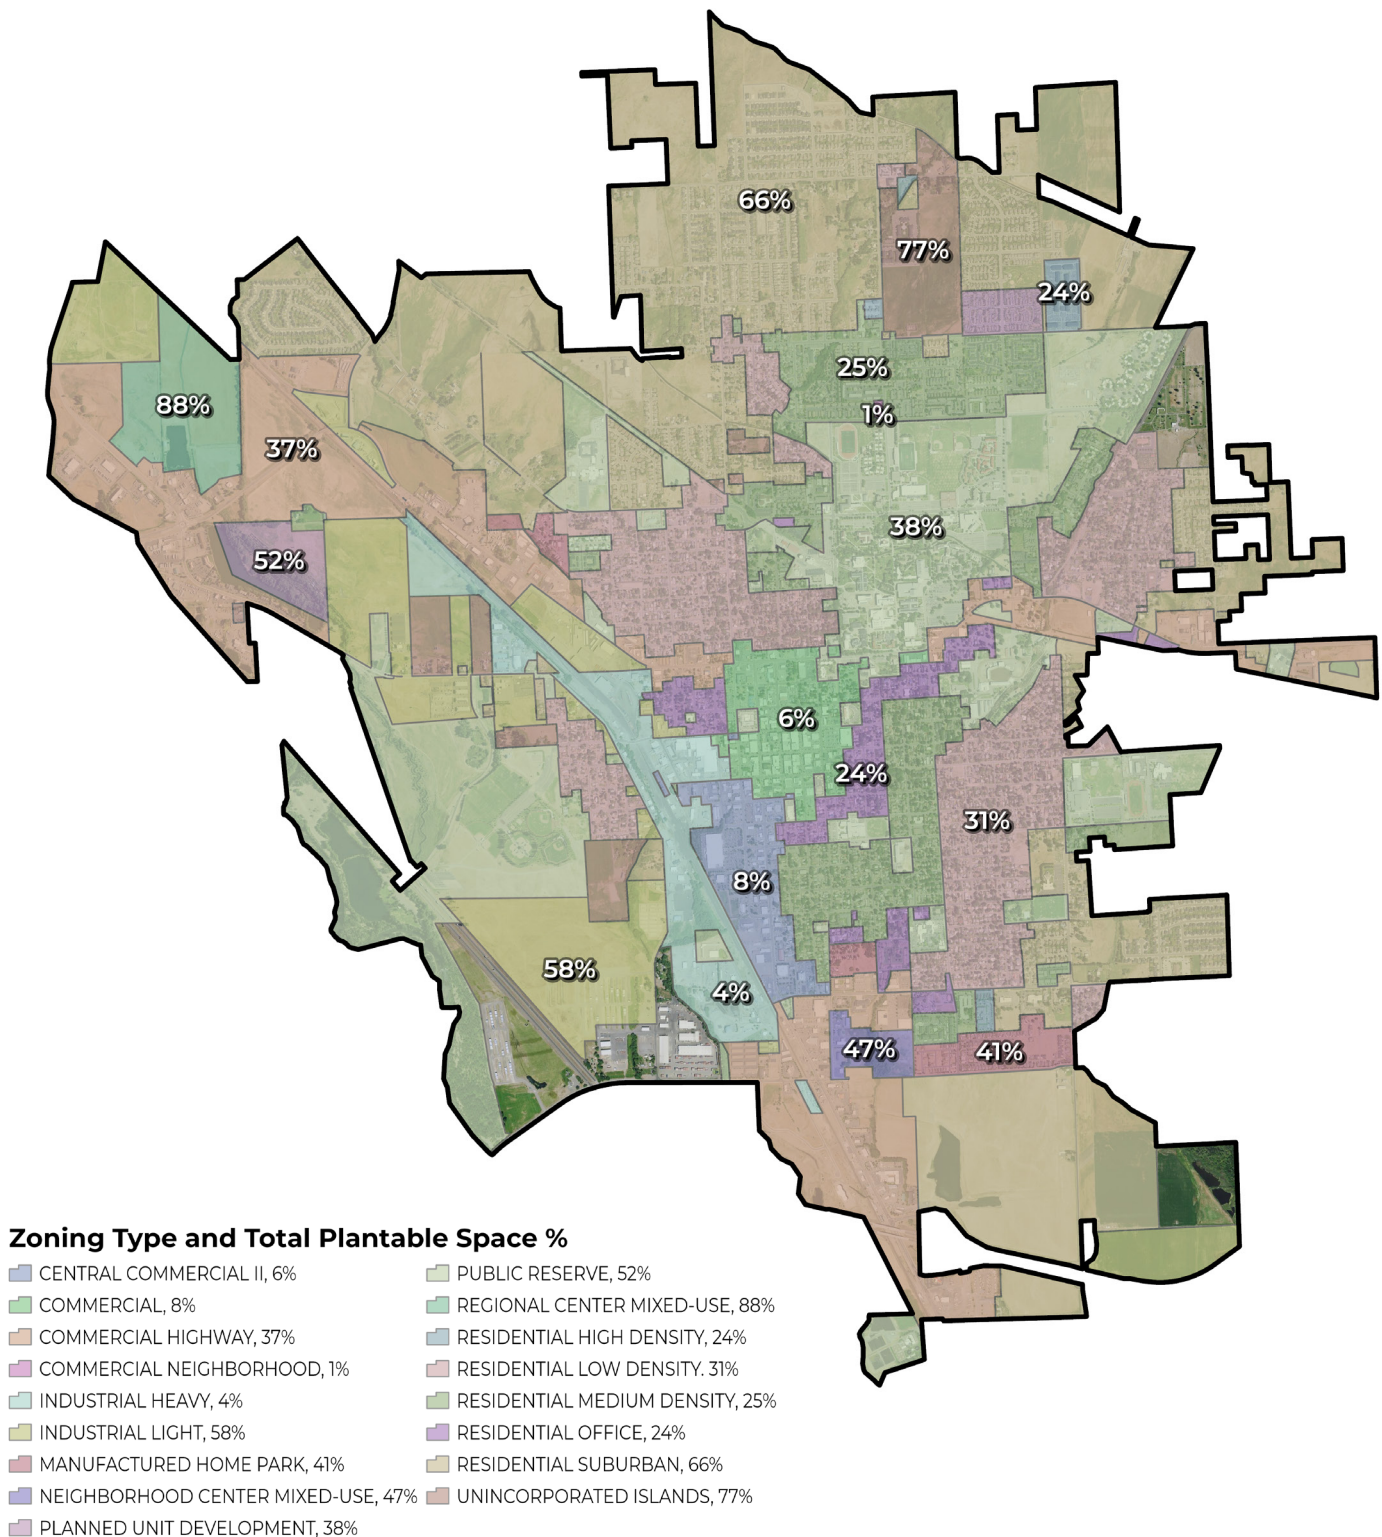 66%
77%
24%
25%
1%
88%
37%
38%
52%
6%
24%
31%
8%
58%
4%
47%
41%
Zoning Type and Total Plantable Space %
CENTRAL COMMERCIAL II, 6%
COMMERCIAL, 8%
COMMERCIAL HIGHWAY, 37%
COMMERCIAL NEIGHBORHOOD, 1%
INDUSTRIAL HEAVY, 4%
INDUSTRIAL LIGHT, 58%
MANUFACTURED HOME PARK, 41%
NEIGHBORHOOD CENTER MIXED-USE, 47%
PLANNED UNIT DEVELOPMENT, 38%
PUBLIC RESERVE, 52%
REGIONAL CENTER MIXED-USE, 88%
RESIDENTIAL HIGH DENSITY, 24%
RESIDENTIAL LOW DENSITY. 31%
RESIDENTIAL MEDIUM DENSITY, 25%
RESIDENTIAL OFFICE, 24%
RESIDENTIAL SUBURBAN, 66%
UNINCORPORATED ISLANDS, 77%